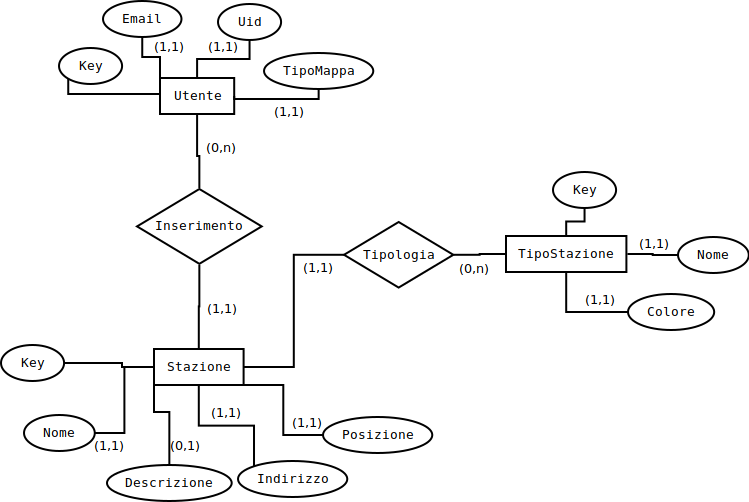 Email
Uid
(1,1)
(1,1)
Key
TipoMappa
Utente
(1,1)
(0,n)
Key
Inserimento
(1,1)
Tipologia
TipoStazione
Nome
(1,1)
(0,n)
(1,1)
Colore
(1,1)
Key
Stazione
(1,1)
(1,1)
Nome
Posizione
(1,1)
(0,1)
Descrizione
Indirizzo